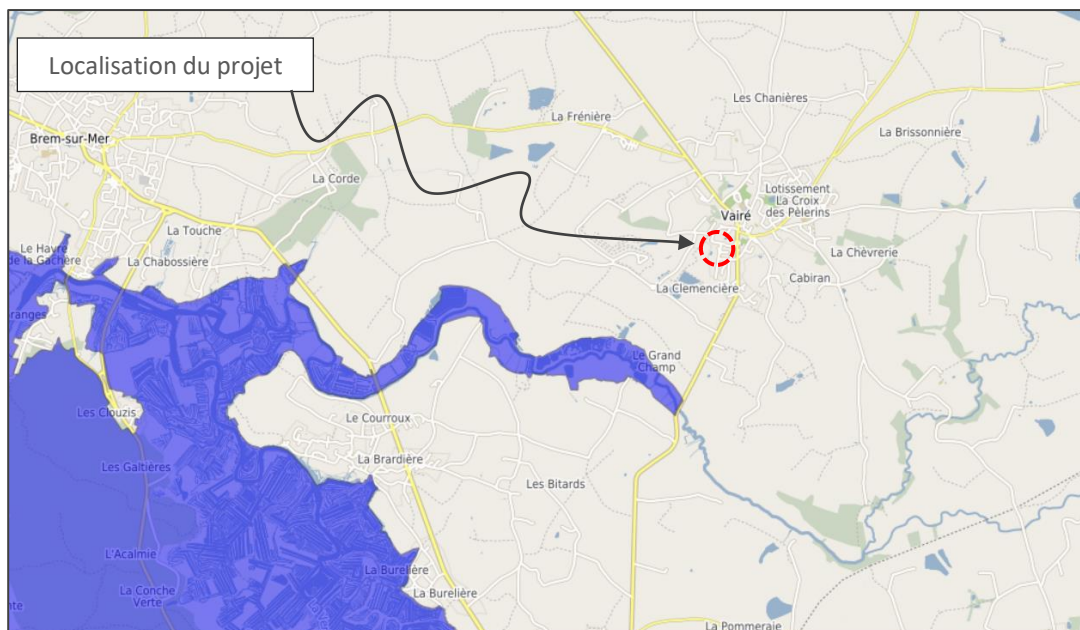 Localisation du projet
Les Chanières
La Frénière
La Brissonnière
Brem-sur-Mer
La Corde
Lotissement
La Croix
des Pèlerins
Vairé
La Touche
Le Havre
de la Gachère
La Chabossière
La Chèvrerie
Cabiran
La Clemencière
Le Grand
Champ
Les Clouzis
Le Courroux
La Brardière
Les Galtières
Les Bitards
L'Acalmie
La Conche
Verte
La Burelière
La Burelière
La Pommeraie